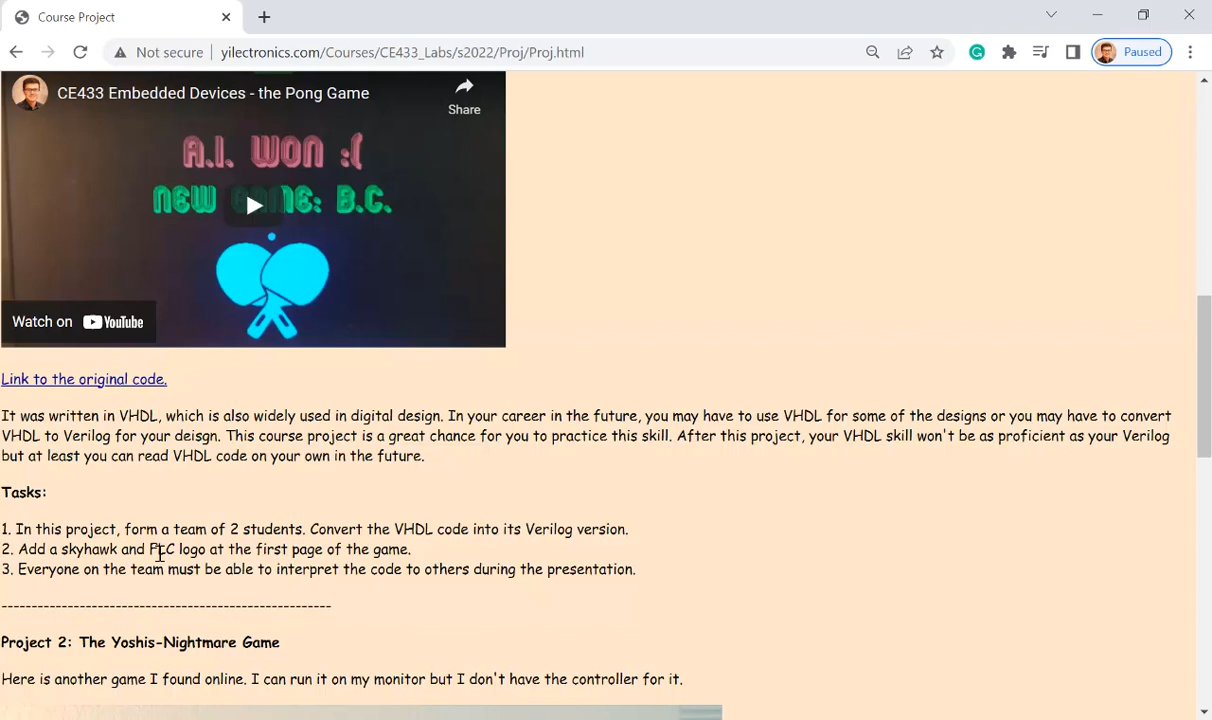 Course Project
Not secure yilectronics.com/Courses/CE433_Labs/s2022/Proj/Proj.html Paused
CE433 Embedded Devices - the Pong Game
Share
A.I. WON :(
NEW GAME: B.C.
Watch on YouTube
Link to the original code.
It was written in VHDL, which is also widely used in digital design. In your career in the future, you may have to use VHDL for some of the designs or you may have to convert
VHDL to Verilog for your deisgn. This course project is a great chance for you to practice this skill. After this project, your VHDL skill won't be as proficient as your Verilog
but at least you can read VHDL code on your own in the future.
Tasks:
1. In this project, form a team of 2 students. Convert the VHDL code into its Verilog version.
2. Add a skyhawk and FLC logo at the first page of the game.
3. Everyone on the team must be able to interpret the code to others during the presentation.
-------------------------------------------------------
Project 2: The Yoshis-Nightmare Game
Here is another game I found online. I can run it on my monitor but I don't have the controller for it.